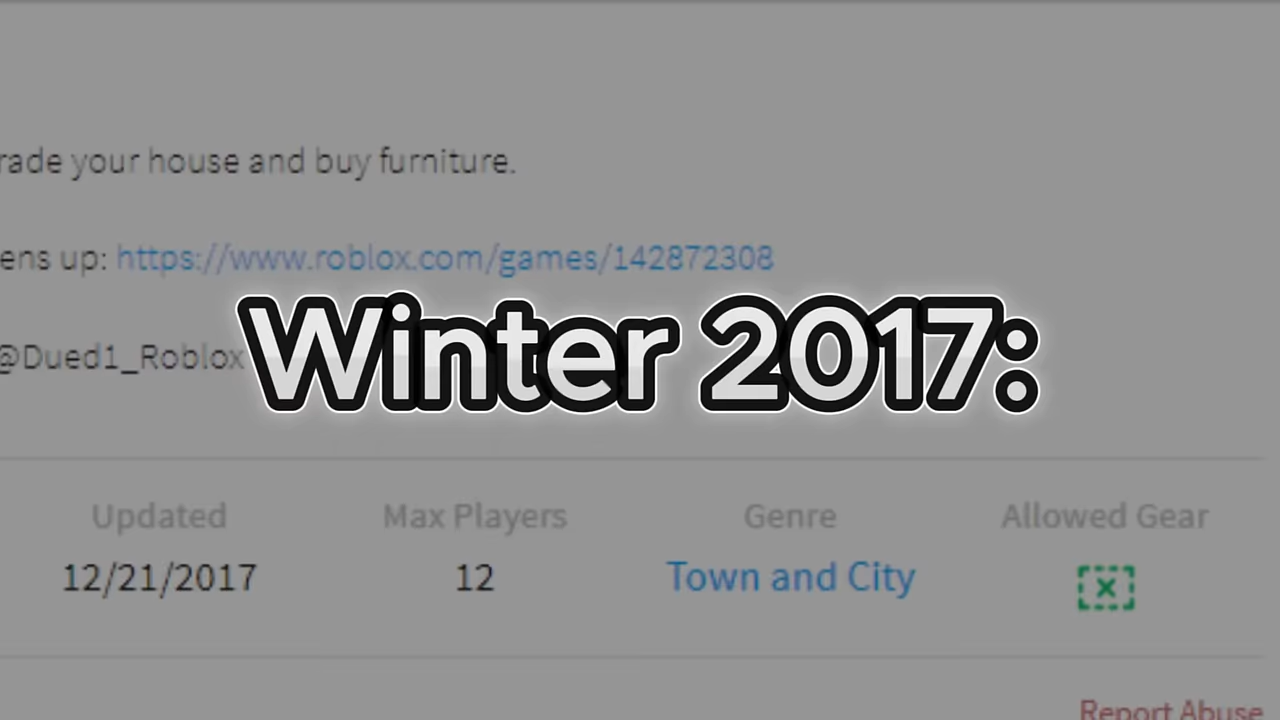 rade your house and buy furniture.
ens up: https://www.roblox.com/games/142872308
@Dued1_Roblox
Winter 2017:
Updated Max Players Genre Allowed Gear
12/21/2017 12 Town and City
Report Abuse